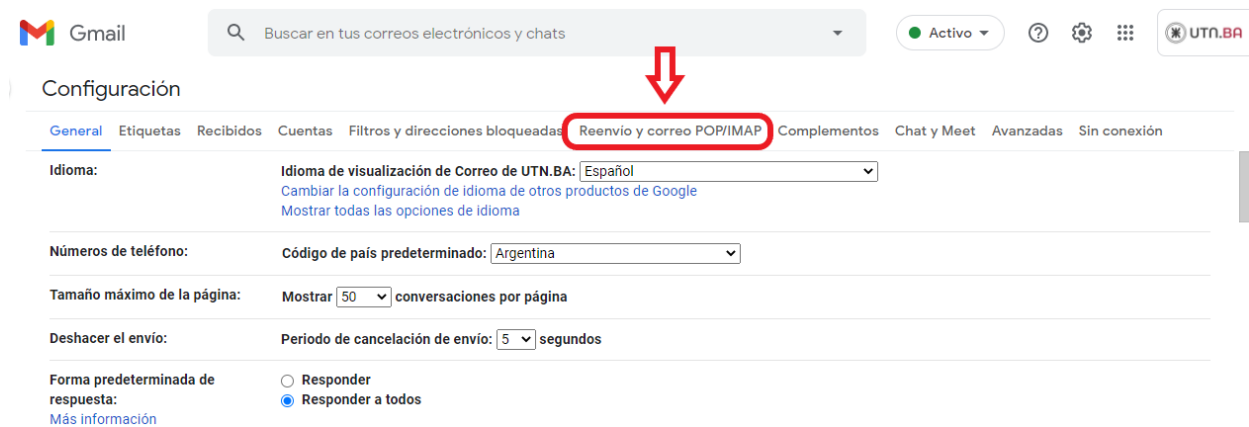 Gmail
Buscar en tus correos electrónicos y chats
Activo
UTN.BA
Configuración
General Etiquetas Recibidos Cuentas Filtros y direcciones bloqueadas Reenvío y correo POP/IMAP Complementos Chat y Meet Avanzadas Sin conexión
Idioma: Idioma de visualización de Correo de UTN.BA: Español
Cambiar la configuración de idioma de otros productos de Google
Mostrar todas las opciones de idioma
Números de teléfono: Código de país predeterminado: Argentina
Tamaño máximo de la página: Mostrar 50 conversaciones por página
Deshacer el envío: Periodo de cancelación de envío: 5 segundos
Forma predeterminada de respuesta:
Más información
Responder
Responder a todos